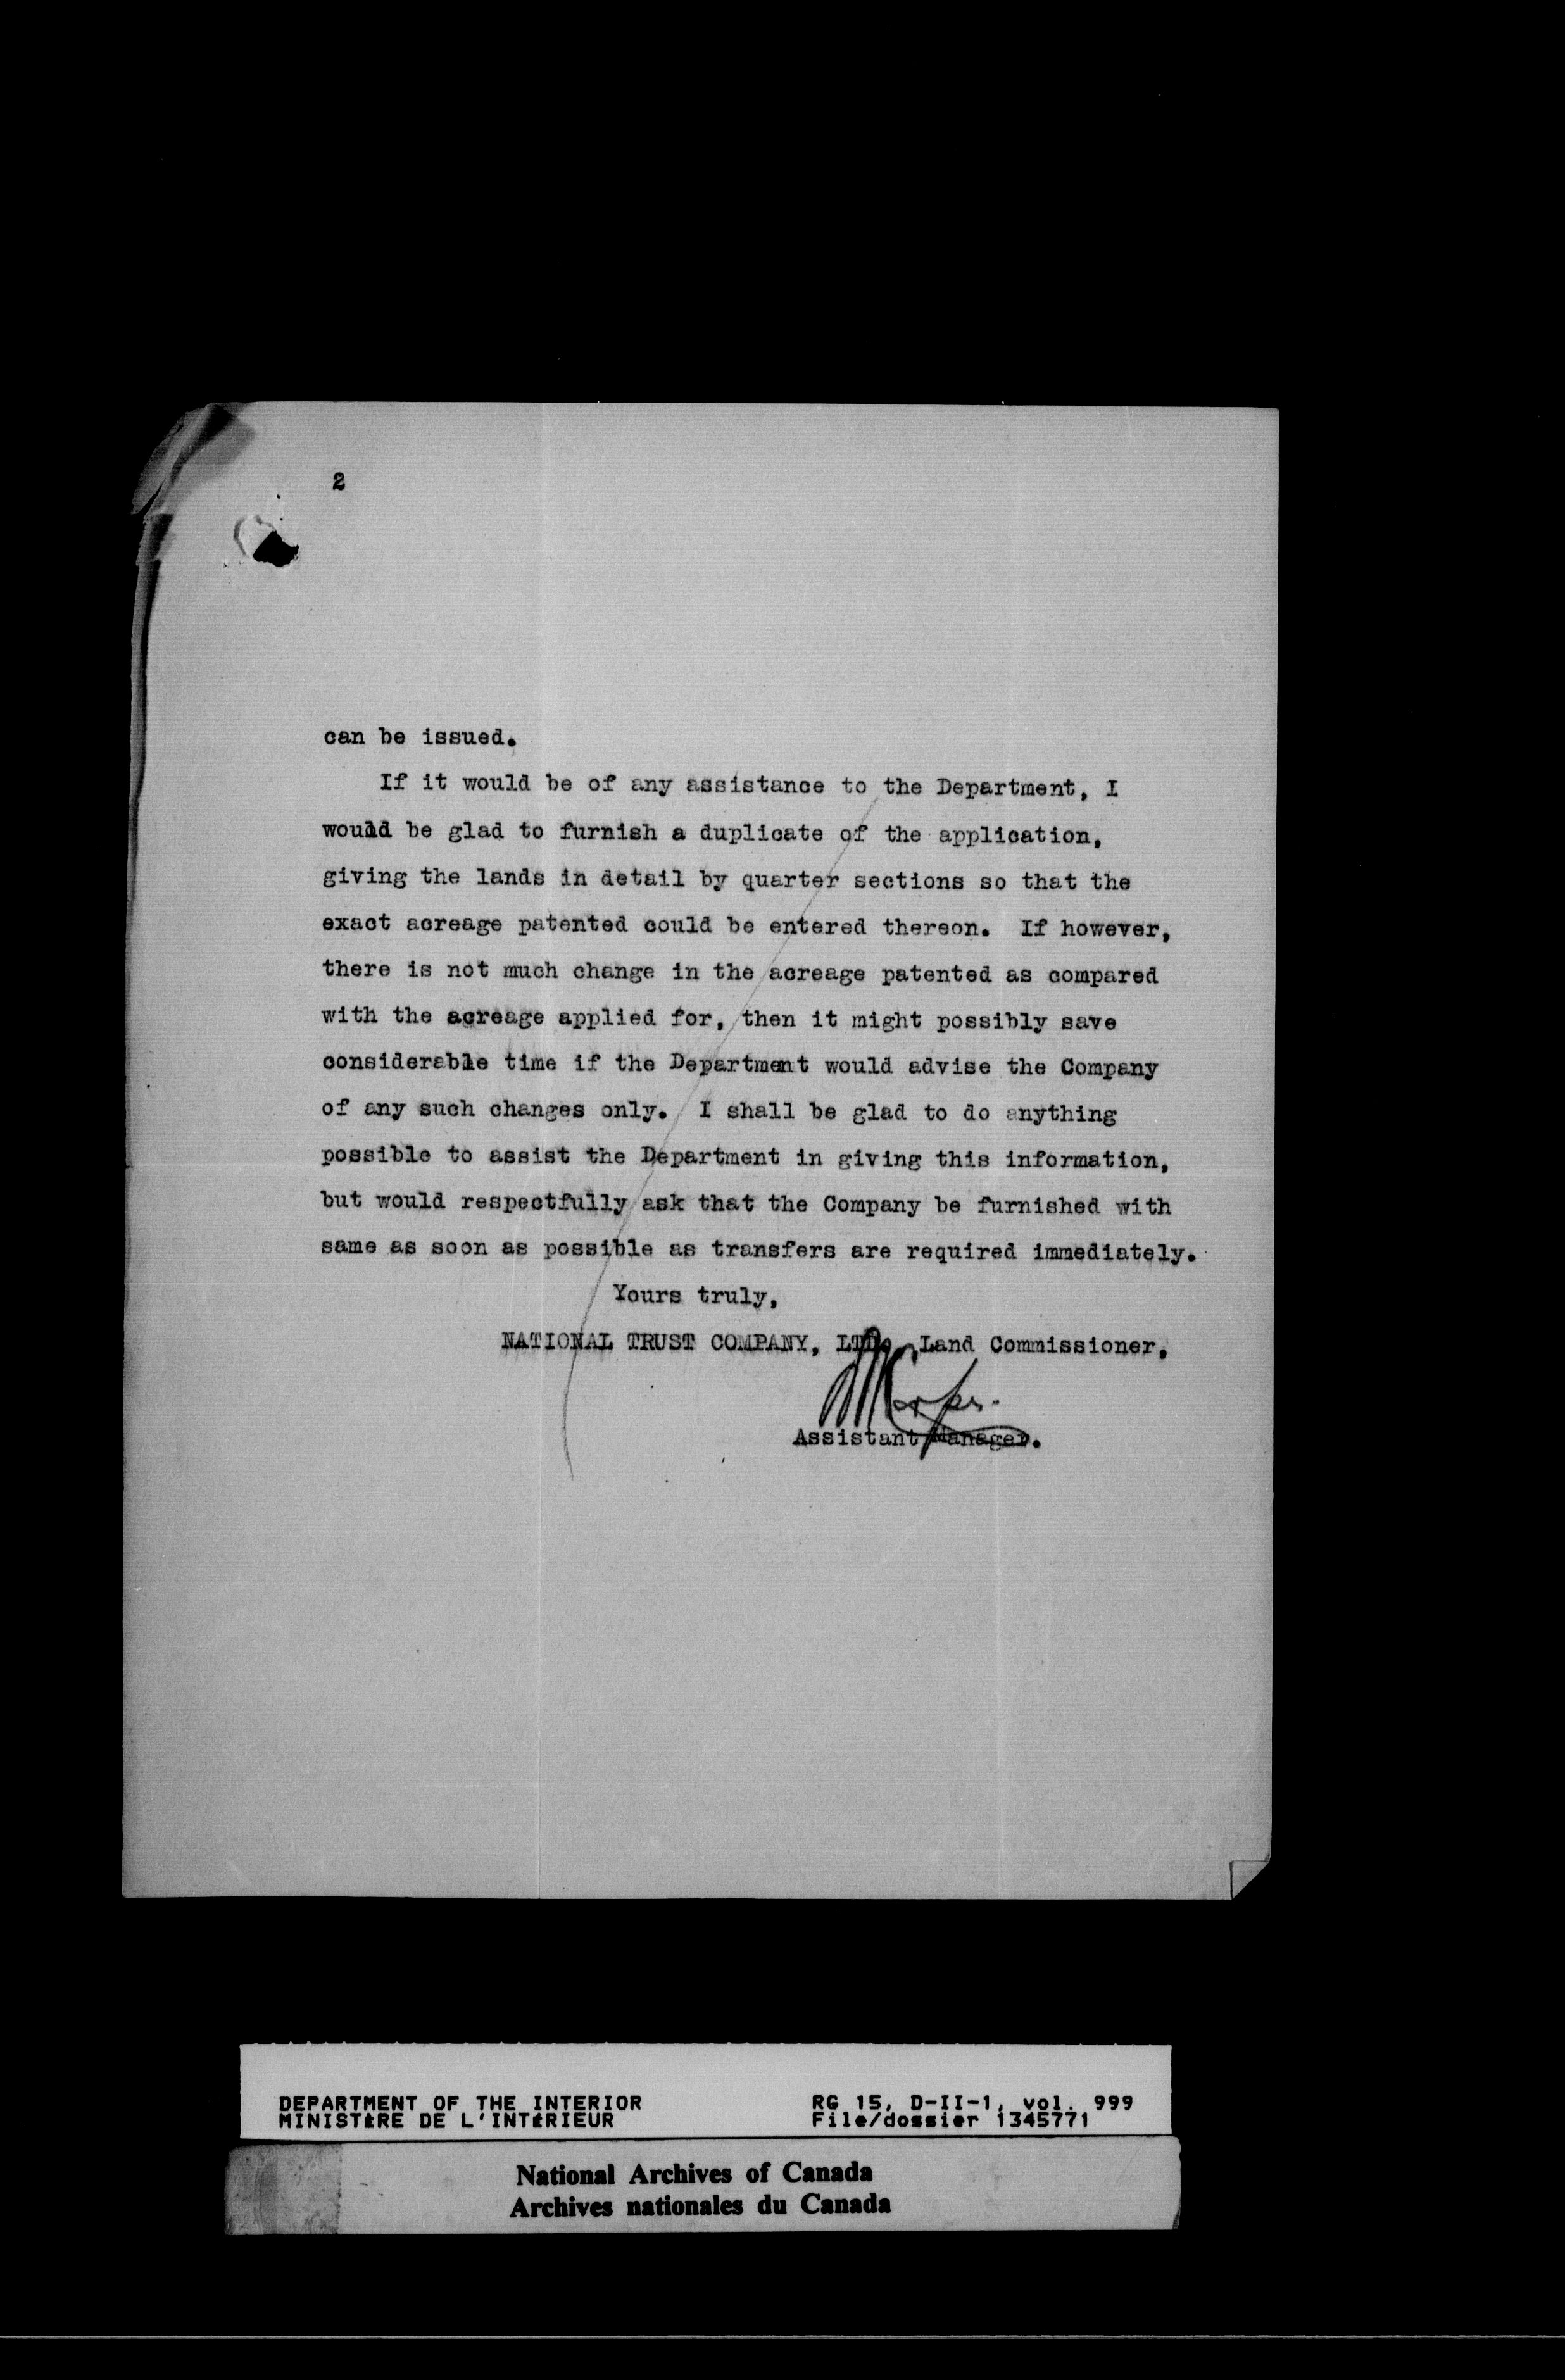 2
can be issued.
If it would be of any assistance to the Department, I
would be glad to furnish a duplicate of the application,
giving the lands in detail by quarter sections so that the
exact acreage patented could be entered thereon. If however,
there is not much change in the acreage patented as compared
with the acreage applied for, then it might possibly save
considerable time if the Department would advise the Company
of any such changes only. I shall be glad to do anything
possible to assist the Department in giving this information,
but would respectfully ask that the Company be furnished with
same as soon as possible as transfers are required immediately.
Yours truly,
NATIONAL TRUST COMPANY, LTD., Land Commissioner,
Assistant Manager.
DEPARTMENT OF THE INTERIOR RG 15, D-II-1, vol. 999
MINISTÈRE DE L'INTÉRIEUR File/dossier 1345771
National Archives of Canada
Archives nationales du Canada